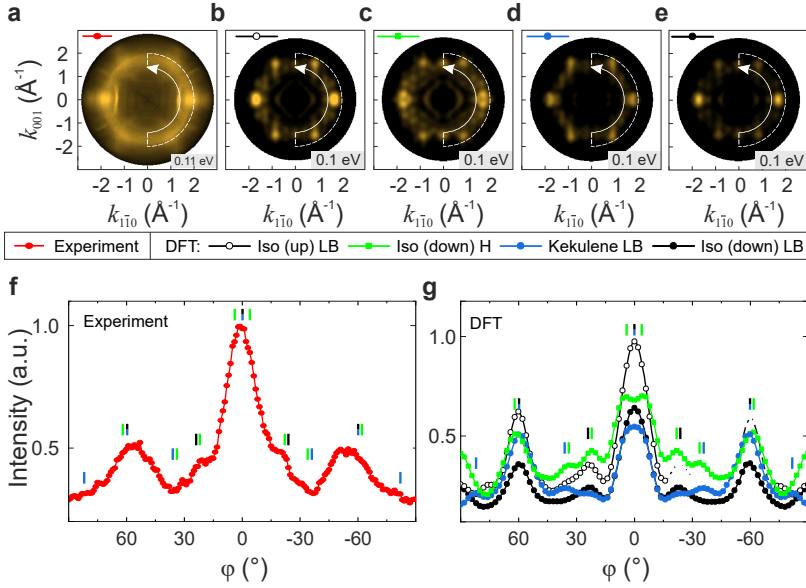 a b c d e
k001 (Å-1)
2
1
0
-1
-2
0.11 eV 0.1 eV 0.1 eV 0.1 eV 0.1 eV
-2 -1 0 1 2 -2 -1 0 1 2 -2 -1 0 1 2 -2 -1 0 1 2 -2 -1 0 1 2
k11̅0 (Å-1) k11̅0 (Å-1) k11̅0 (Å-1) k11̅0 (Å-1) k11̅0 (Å-1)
Experiment DFT: Iso (up) LB Iso (down) H Kekulene LB Iso (down) LB
f
Experiment
Intensity (a.u.)
1.0
0.5
60 30 0 -30 -60
φ (°)
g
DFT
1.0
0.5
60 30 0 -30 -60
φ (°)